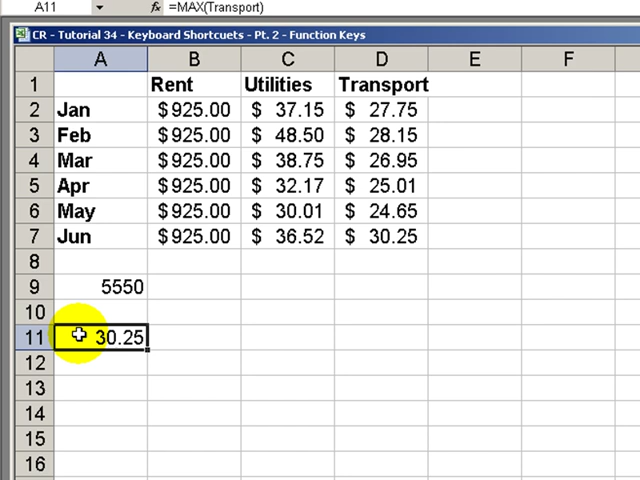 A11 fx =MAX(Transport)
CR - Tutorial 34 - Keyboard Shortcuets - Pt. 2 - Function Keys
A B C D E F
1 Rent Utilities Transport
2 Jan $925.00 $ 37.15 $ 27.75
3 Feb $925.00 $ 48.50 $ 28.15
4 Mar $925.00 $ 38.75 $ 26.95
5 Apr $925.00 $ 32.17 $ 25.01
6 May $925.00 $ 30.01 $ 24.65
7 Jun $925.00 $ 36.52 $ 30.25
8
9 5550
10
11 30.25
12
13
14
15
16